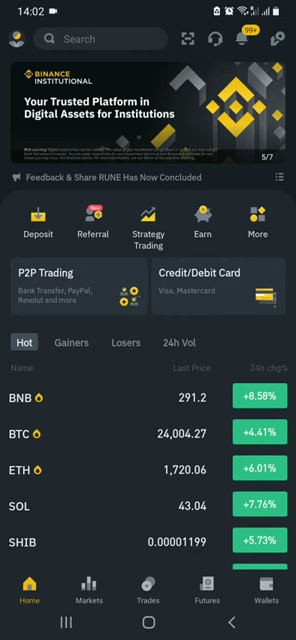 14:02
Search
99+
BINANCE
INSTITUTIONAL
Your Trusted Platform in
Digital Assets for Institutions
5/7
Feedback & Share RUNE Has Now Concluded
New
Deposit
Referral
Strategy
Trading
Earn
More
P2P Trading
Bank Transfer, PayPal,
Revolut and more
Credit/Debit Card
Visa, Mastercard
Hot
Gainers
Losers
24h Vol
Name
Last Price
24h chg%
BNB
291.2
+8.58%
BTC
24,004.27
+4.41%
ETH
1,720.06
+6.01%
SOL
43.04
+7.76%
SHIB
0.00001199
+5.73%
Home
Markets
Trades
Futures
Wallets